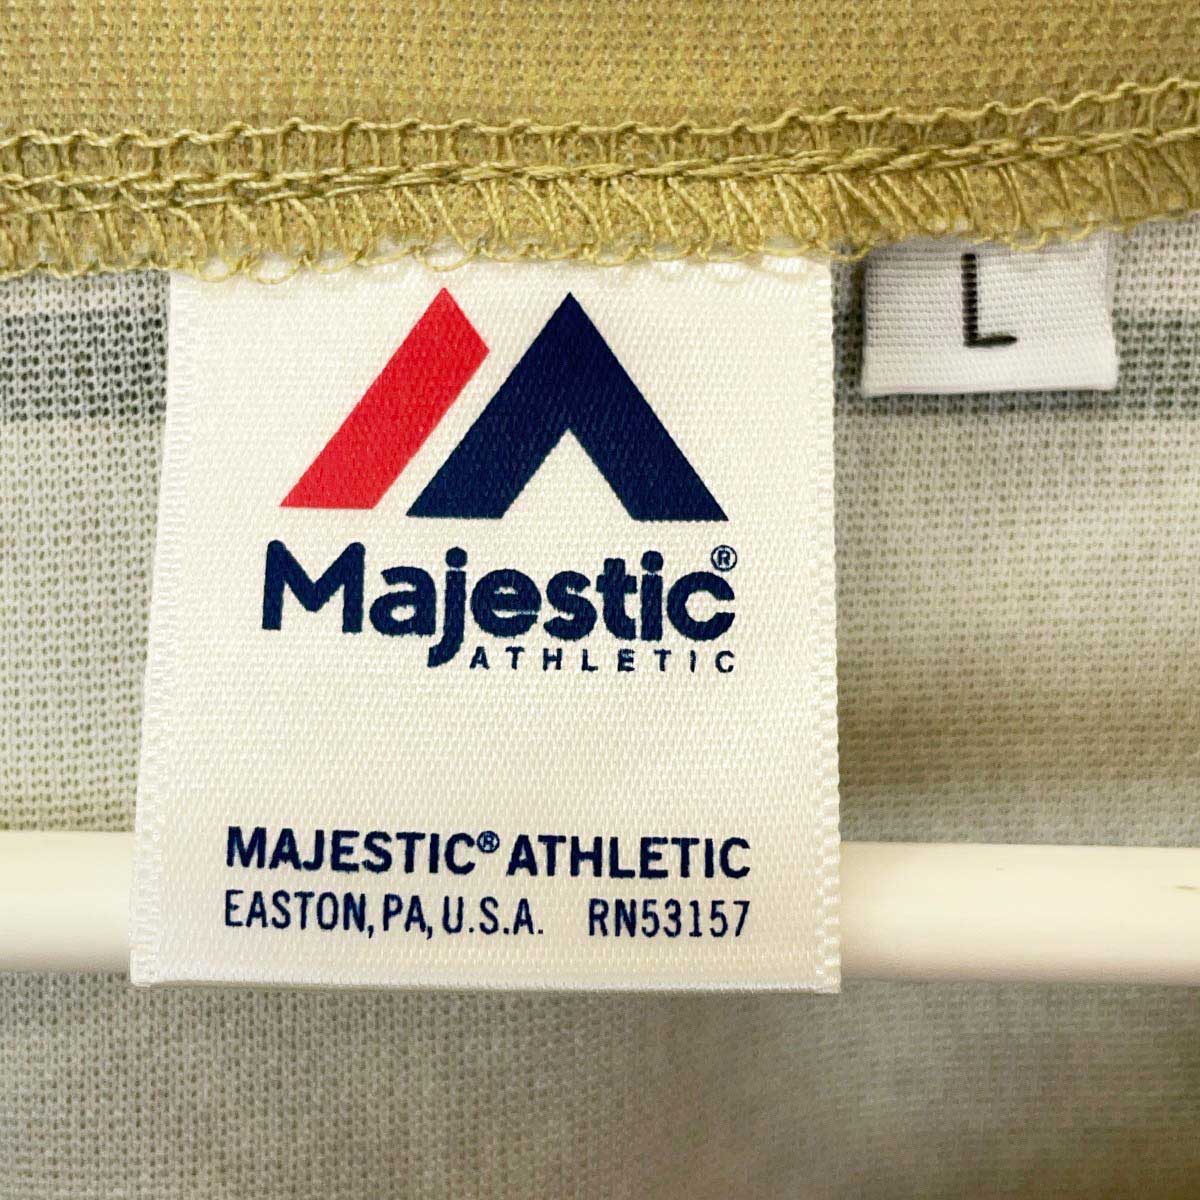 L
Majestic®
ATHLETIC
MAJESTIC® ATHLETIC
EASTON, PA, U.S.A. RN53157